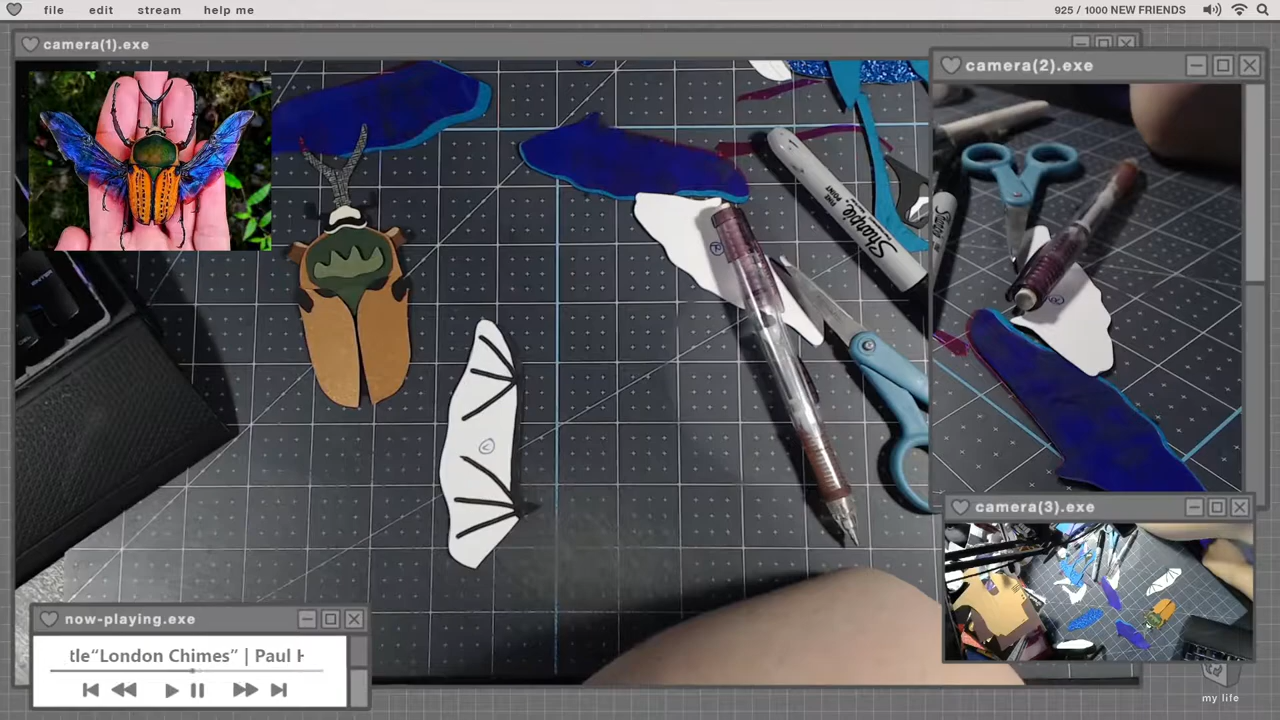 file edit stream help me
925 / 1000 NEW FRIENDS
camera(1).exe
camera(2).exe
Sharpie
FINE POINT
camera(3).exe
now-playing.exe
tle“London Chimes” | Paul H
my life